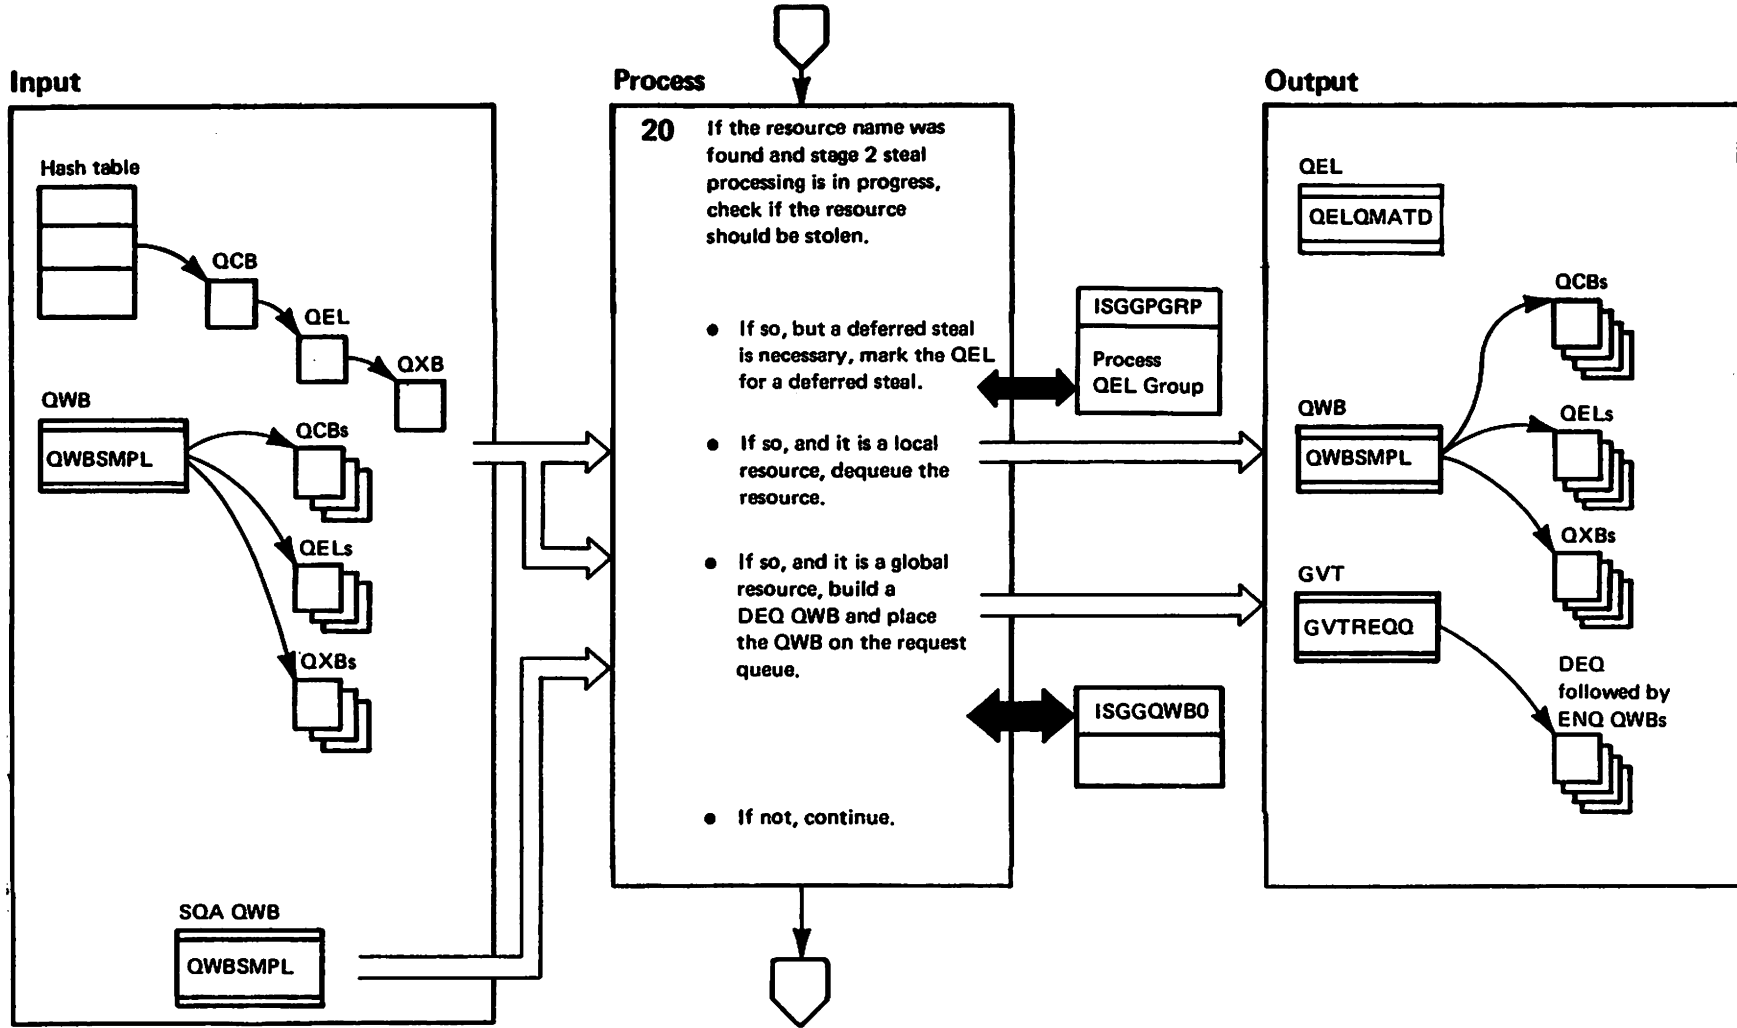 Input
Hash table
QCB
QEL
QXB
QWB
QWBSMPL
QCBs
QELs
QXBs
SQA QWB
QWBSMPL
Process
20 If the resource name was
found and stage 2 steal
processing is in progress,
check if the resource
should be stolen.
• If so, but a deferred steal
is necessary, mark the QEL
for a deferred steal.
• If so, and it is a local
resource, dequeue the
resource.
• If so, and it is a global
resource, build a
DEQ QWB and place
the QWB on the request
queue.
• If not, continue.
ISGGPGRP
Process
QEL Group
ISGGQWB0
Output
QEL
QELQMATD
QCBs
QWB
QWBSMPL
QELs
QXBs
GVT
GVTREQQ
DEQ
followed by
ENQ QWBs